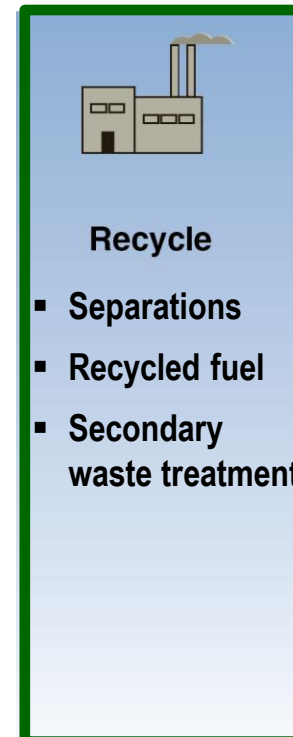 Recycle
▪ Separations
▪ Recycled fuel
▪ Secondary
waste treatment